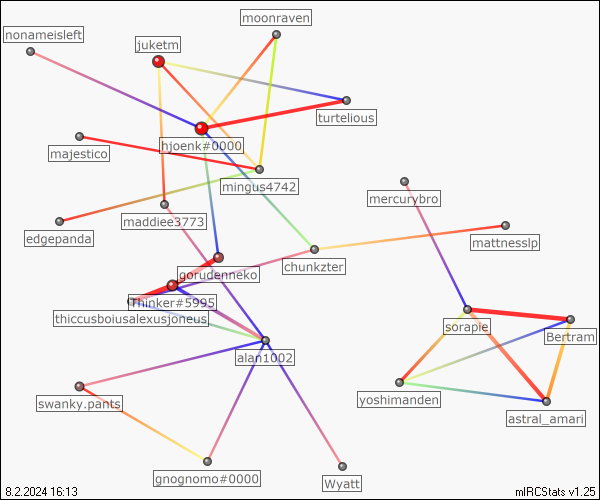 moonraven
nonameisleft
juketm
turtelious
hjoenk#0000
majestico
mingus4742
mercurybro
maddiee3773
edgepanda
mattnesslp
chunkzter
gorudenneko
Thinker#5995
thiccusboiusalexusjoneus
sorapie
Bertram
alan1002
yoshimanden
swanky.pants
astral_amari
gnognomo#0000
Wyatt
8.2.2024 16:13
mIRCStats v1.25